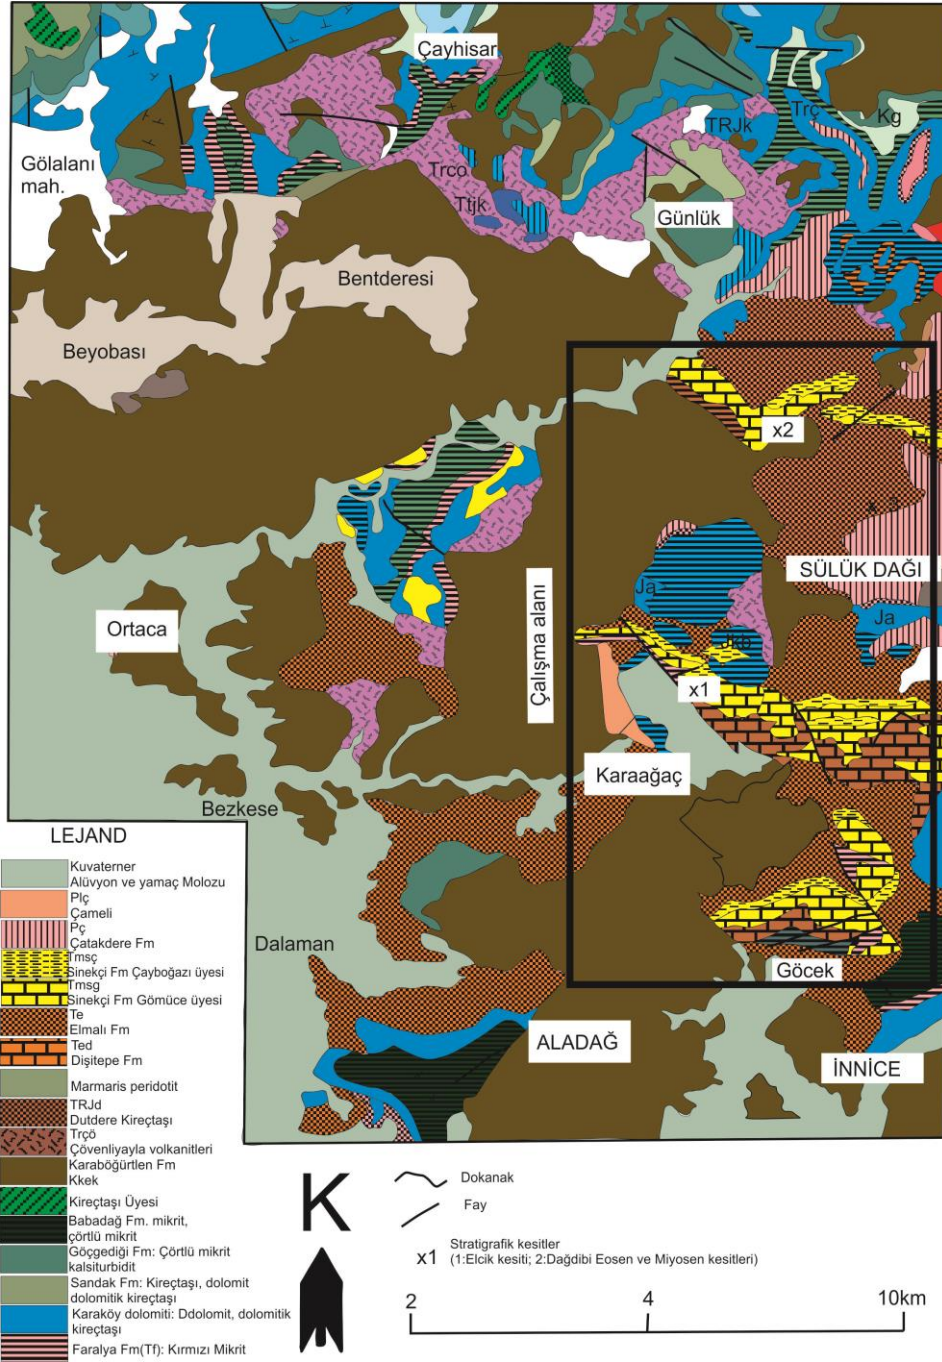 Çayhisar
Trç
Kg
TRJk
Gölalanı
mah.
Trco
Ttjk
Günlük
Bentderesi
Beyobası
x2
SÜLÜK DAĞI
Ja
Ja
Ortaca
Çalışma alanı
Jkb
x1
Karaağaç
Bezkese
LEJAND
Kuvaterner
Alüvyon ve yamaç Molozu
Plç
Çameli
Pç
Çatakdere Fm
Tmsç
Sinekçi Fm Çayboğazı üyesi
Tmsg
Sinekçi Fm Gömüce üyesi
Te
Elmalı Fm
Ted
Dişitepe Fm
Marmaris peridotit
TRJd
Dutdere Kireçtaşı
Trçö
Çövenliyayla volkanitleri
Karaböğürtlen Fm
Kkek
Kireçtaşı Üyesi
Babadağ Fm. mikrit,
çörtlü mikrit
Göçgediği Fm: Çörtlü mikrit
kalsiturbidit
Sandak Fm: Kireçtaşı, dolomit
dolomitik kireçtaşı
Karaköy dolomiti: Ddolomit, dolomitik
kireçtaşı
Faralya Fm(Tf): Kırmızı Mikrit
Dalaman
Göcek
ALADAĞ
İNNİCE
K
Dokanak
Fay
x1 Stratigrafik kesitler
(1:Elcik kesiti; 2:Dağdibi Eosen ve Miyosen kesitleri)
2 4 10km